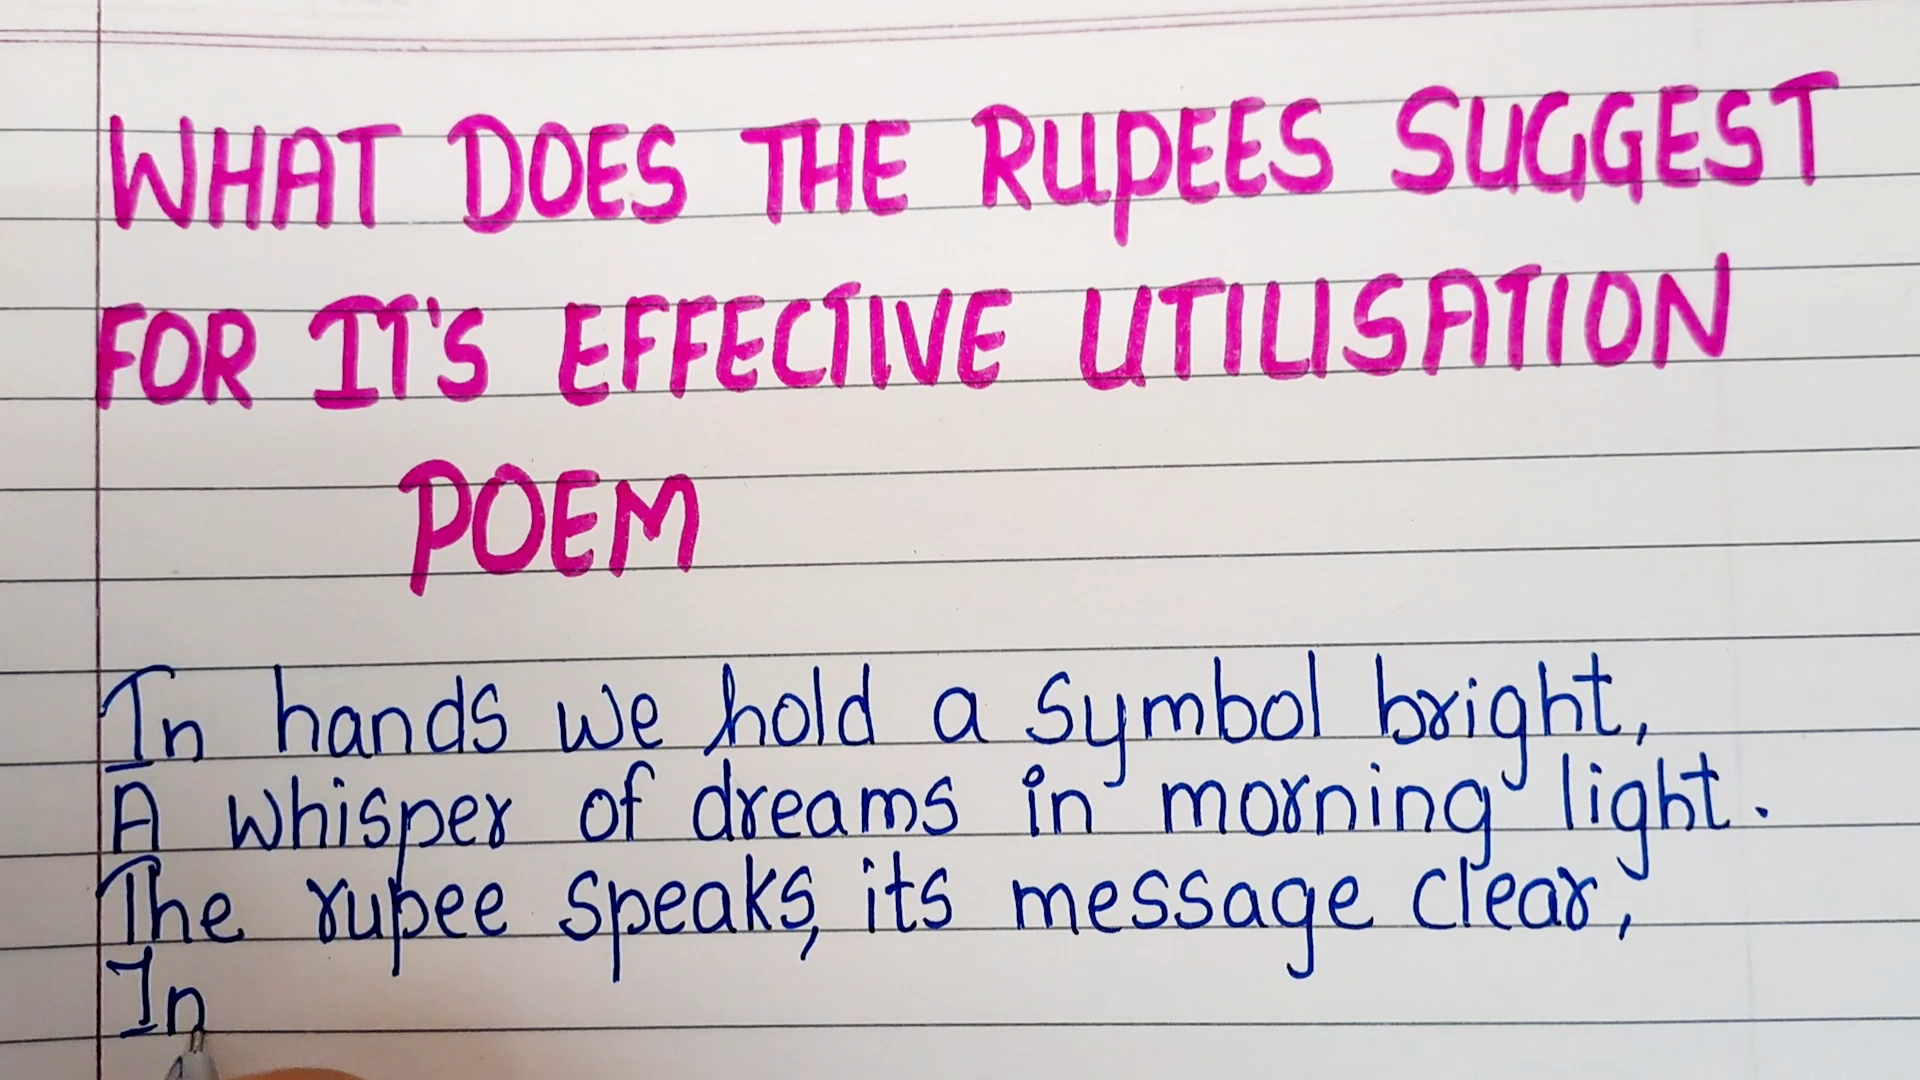 WHAT DOES THE RUPEES SUGGEST
FOR IT'S EFFECTIVE UTILISATION
POEM
In hands we hold a symbol bright,
A whisper of dreams in morning light.
The rupee speaks, its message clear,
In